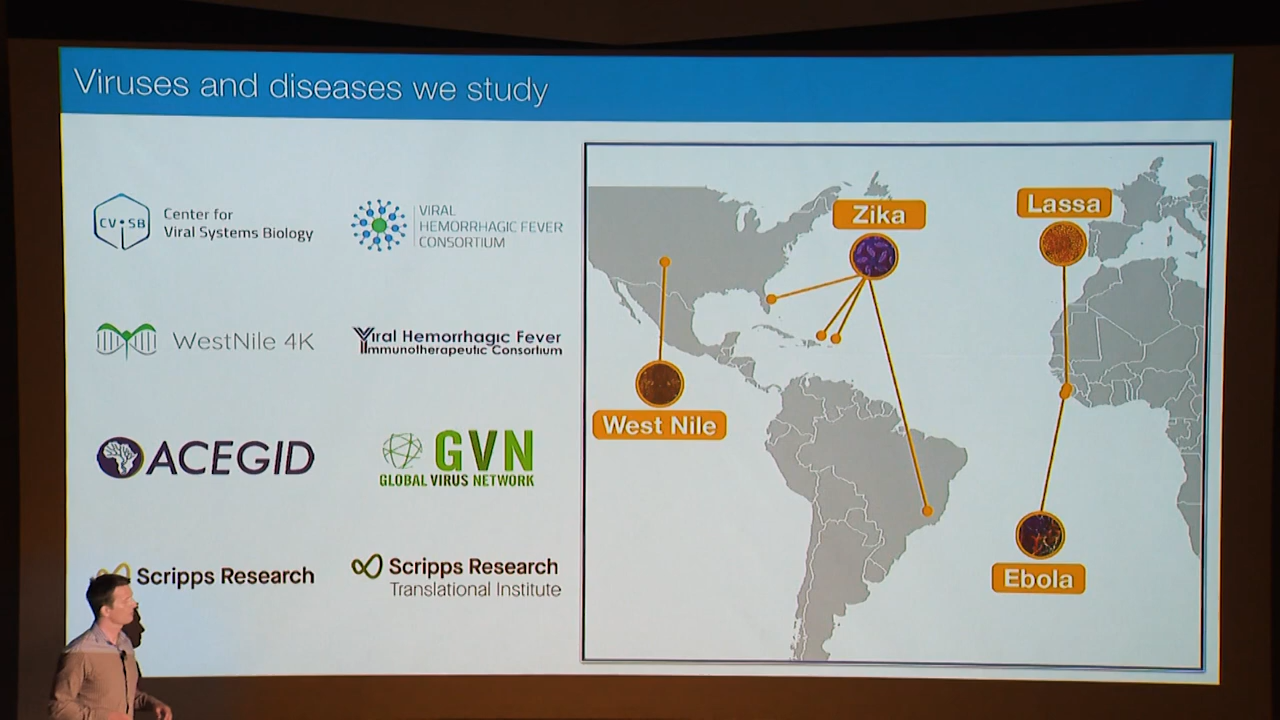 Viruses and diseases we study
CV SB
Center for
Viral Systems Biology
VIRAL
HEMORRHAGIC FEVER
CONSORTIUM
WestNile 4K
Viral Hemorrhagic Fever
Immunotherapeutic Consortium
ACEGID
GVN
GLOBAL VIRUS NETWORK
Scripps Research
Scripps Research
Translational Institute
Zika
Lassa
West Nile
Ebola